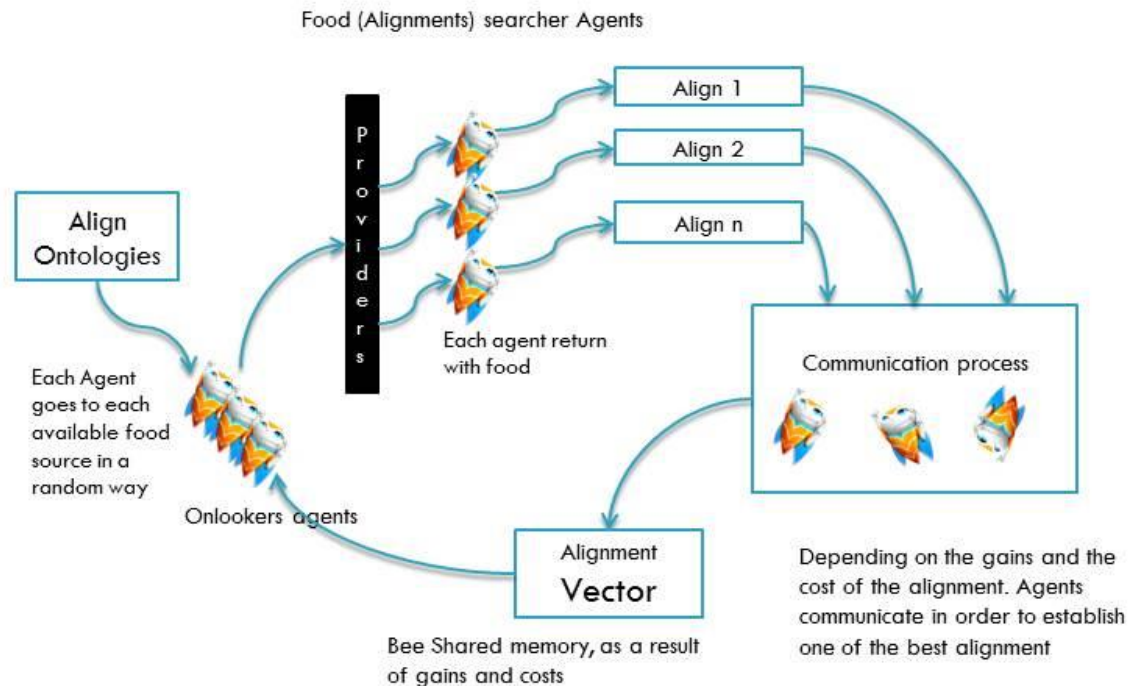 Food (Alignments) searcher Agents
Align 1
Align 2
Align n
Providers
Align
Ontologies
Each agent return
with food
Communication process
Each Agent
goes to each
available food
source in a
random way
Onlookers agents
Alignment
Vector
Depending on the gains and the
cost of the alignment. Agents
communicate in order to establish
one of the best alignment
Bee Shared memory, as a result
of gains and costs